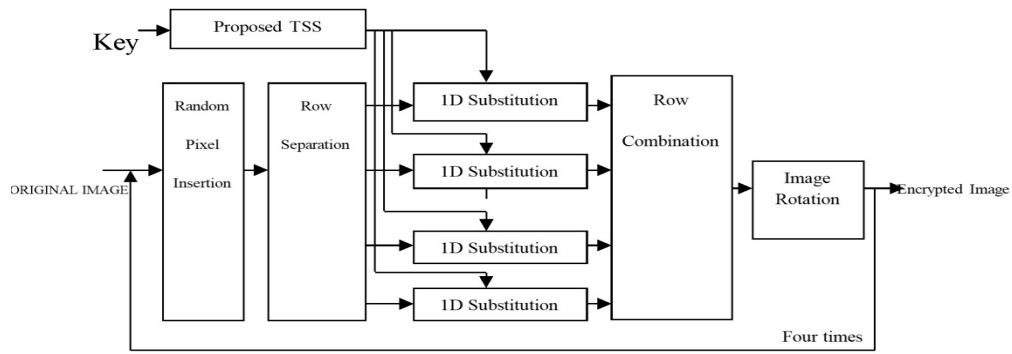 Key
Proposed TSS
Random
Pixel
Insertion
Row
Separation
1D Substitution
1D Substitution
1D Substitution
1D Substitution
Row
Combination
Image
Rotation
ORIGINAL IMAGE
Encrypted Image
Four times